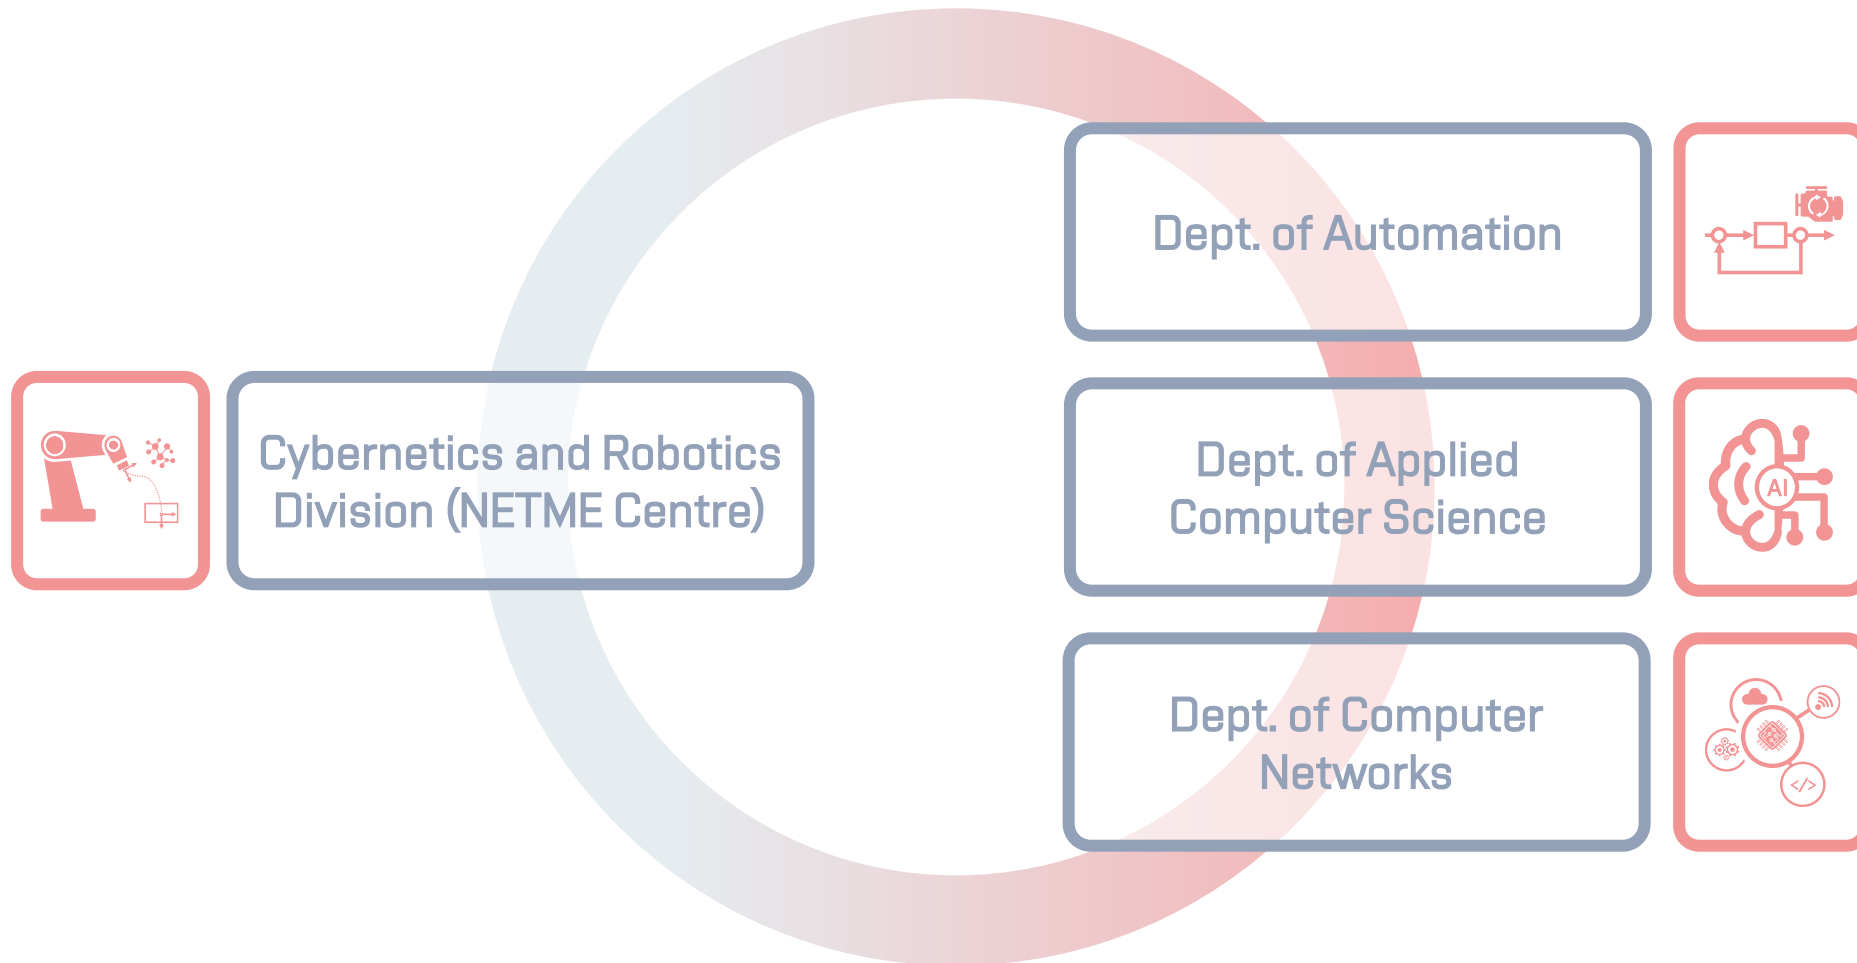 Cybernetics and Robotics
Division (NETME Centre)
Dept. of Automation
Dept. of Applied
Computer Science
AI
Dept. of Computer
Networks
</>